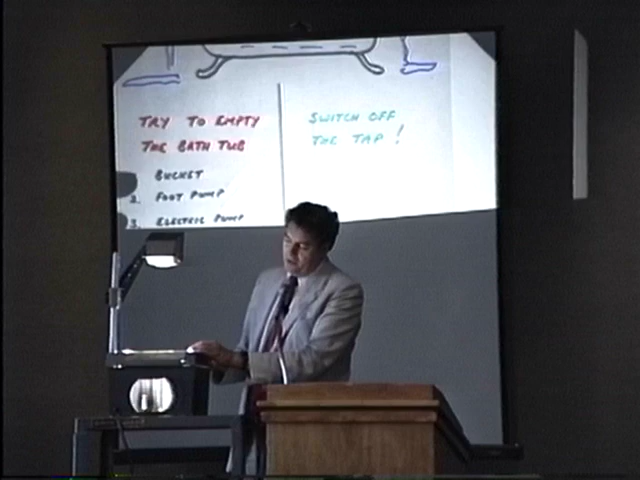 TRY TO EMPTY
THE BATH TUB
BUCKET
2. FOOT PUMP
3. ELECTRIC PUMP
SWITCH OFF
THE TAP!